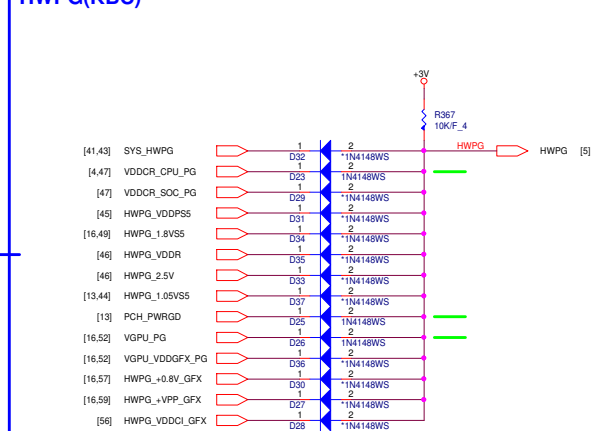 HWPG(KBC)
+3V
R367
10K/F_4
[41,43] SYS_HWPG 1 D32 2 *1N4148WS HWPG HWPG [5]
[4,47] VDDCR_CPU_PG 1 D23 2 1N4148WS
[47] VDDCR_SOC_PG 1 D29 2 *1N4148WS
[45] HWPG_VDDPS5 1 D31 2 *1N4148WS
[16,49] HWPG_1.8VS5 1 D34 2 *1N4148WS
[46] HWPG_VDDR 1 D35 2 *1N4148WS
[46] HWPG_2.5V 1 D33 2 *1N4148WS
[13,44] HWPG_1.05VS5 1 D37 2 *1N4148WS
[13] PCH_PWRGD 1 D25 2 1N4148WS
[16,52] VGPU_PG 1 D26 2 1N4148WS
[16,52] VGPU_VDDGFX_PG 1 D36 2 *1N4148WS
[16,57] HWPG_+0.8V_GFX 1 D30 2 *1N4148WS
[16,59] HWPG_+VPP_GFX 1 D27 2 *1N4148WS
[56] HWPG_VDDCI_GFX 1 D28 2 *1N4148WS